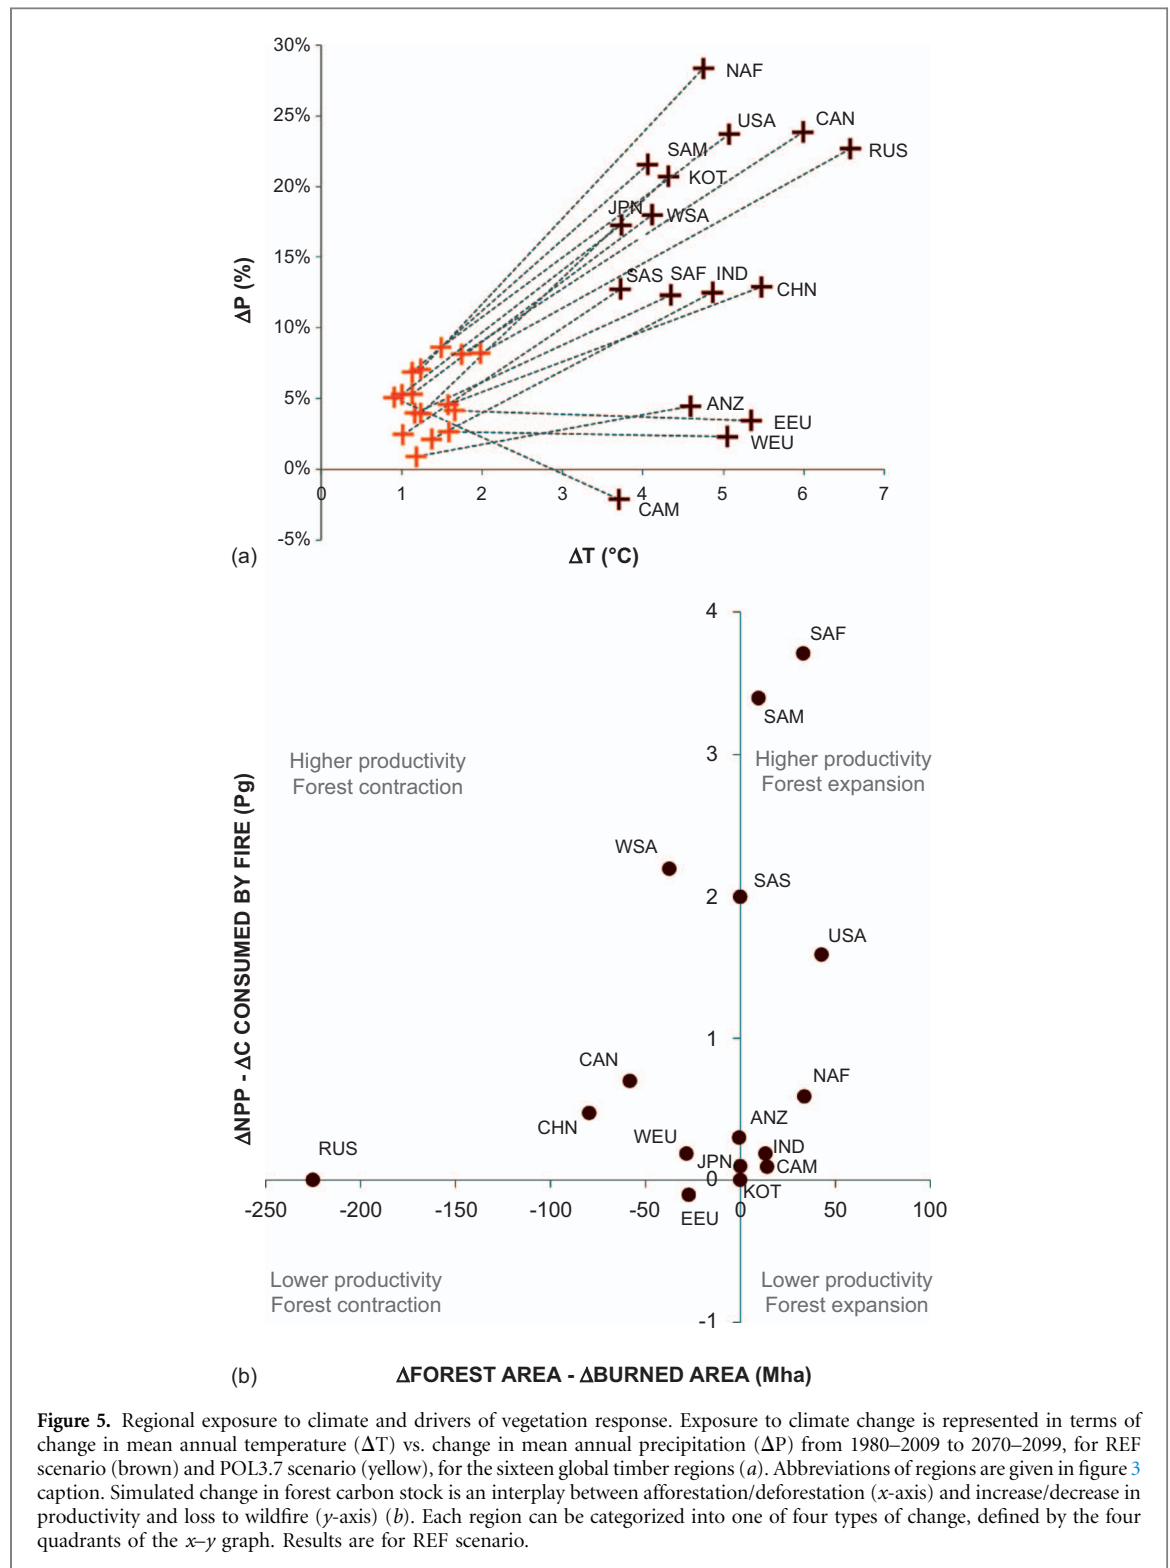 30%
NAF
25%
USA
CAN
SAM
RUS
KOT
20%
JPN
WSA
15%
ΔP (%)
SAS
SAF
IND
CHN
10%
5%
ANZ
EEU
WEU
0%
0
1
2
3
4
5
6
7
CAM
-5%
(a)
ΔT (°C)
4
SAF
SAM
Higher productivity
Forest contraction
3
Higher productivity
Forest expansion
WSA
SAS
2
USA
ΔNPP - ΔC CONSUMED BY FIRE (Pg)
1
CAN
NAF
CHN
ANZ
WEU
RUS
JPN
IND
CAM
0
KOT
EEU
-250
-200
-150
-100
-50
0
50
100
Lower productivity
Forest contraction
Lower productivity
Forest expansion
-1
(b)
ΔFOREST AREA - ΔBURNED AREA (Mha)
Figure 5. Regional exposure to climate and drivers of vegetation response. Exposure to climate change is represented in terms of
change in mean annual temperature (ΔT) vs. change in mean annual precipitation (ΔP) from 1980–2009 to 2070–2099, for REF
scenario (brown) and POL3.7 scenario (yellow), for the sixteen global timber regions (a). Abbreviations of regions are given in figure 3
caption. Simulated change in forest carbon stock is an interplay between afforestation/deforestation (x-axis) and increase/decrease in
productivity and loss to wildfire (y-axis) (b). Each region can be categorized into one of four types of change, defined by the four
quadrants of the x–y graph. Results are for REF scenario.